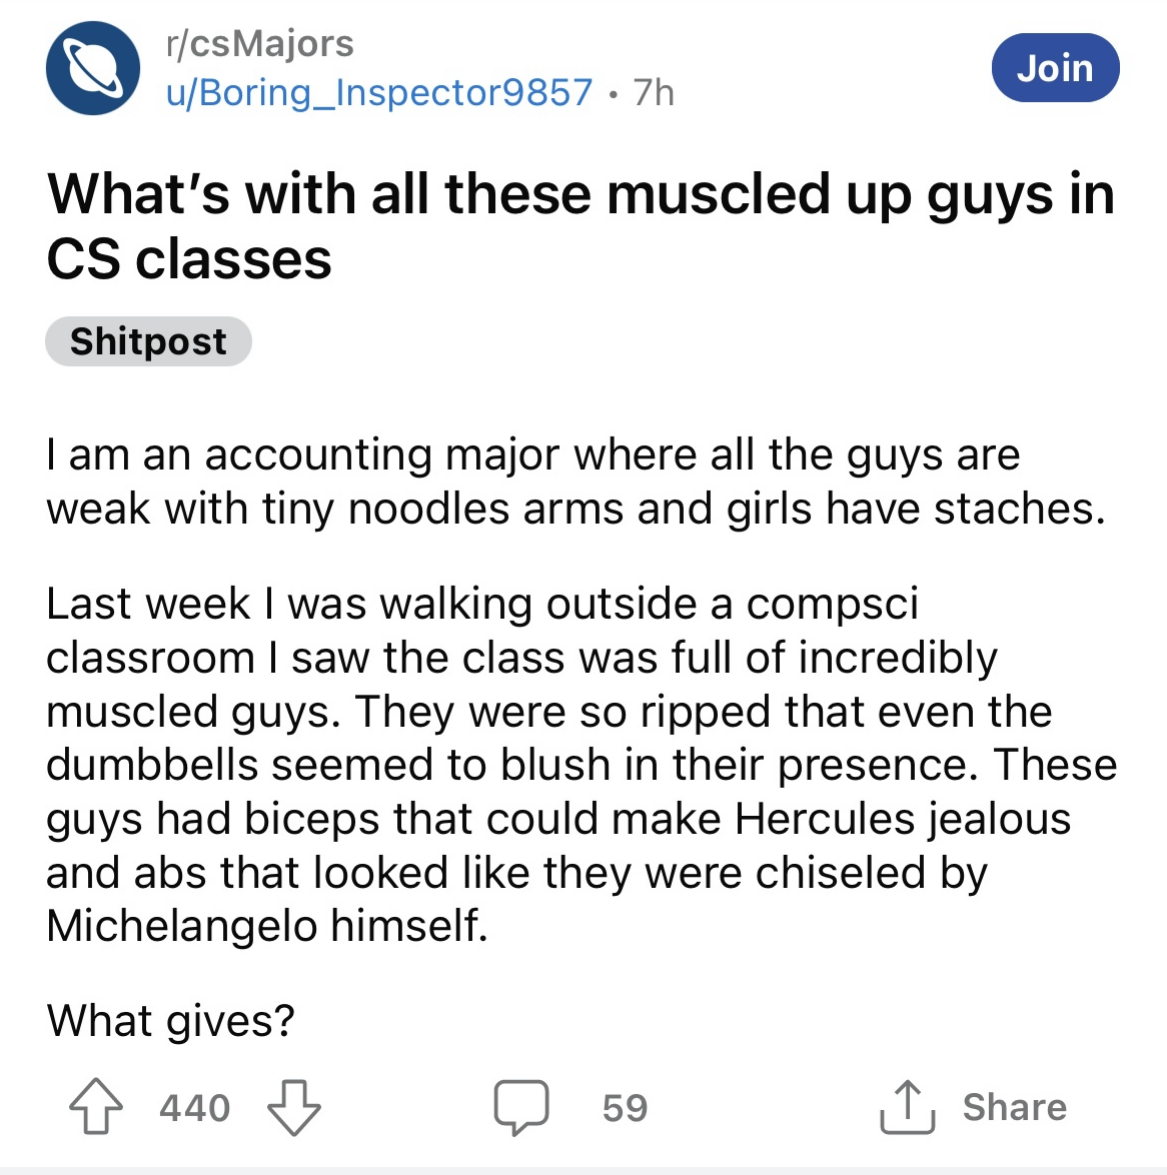 r/csMajors
u/Boring_Inspector9857 • 7h
Join
What's with all these muscled up guys in
CS classes
Shitpost
I am an accounting major where all the guys are
weak with tiny noodles arms and girls have staches.
Last week I was walking outside a compsci
classroom I saw the class was full of incredibly
muscled guys. They were so ripped that even the
dumbbells seemed to blush in their presence. These
guys had biceps that could make Hercules jealous
and abs that looked like they were chiseled by
Michelangelo himself.
What gives?
440
59
Share